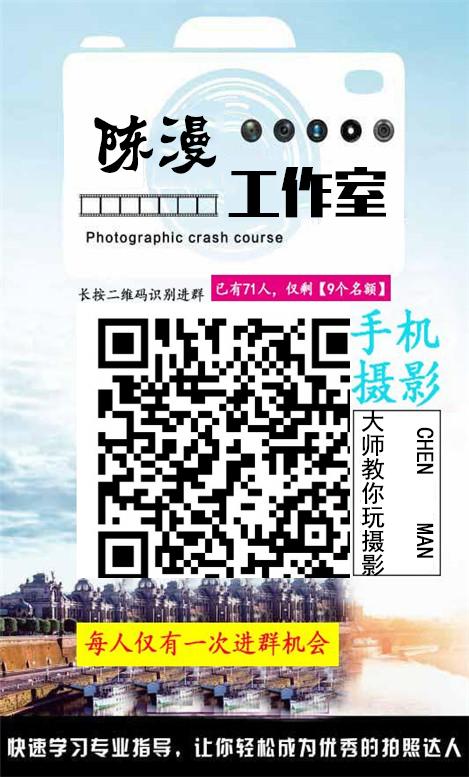 陈漫
工作室
Photographic crash course
长按二维码识别进群
已有71人，仅剩【9个名额】
手机
摄影
大师教你玩摄影
CHEN MAN
每人仅有一次进群机会
快速学习专业指导，让你轻松成为优秀的拍照达人